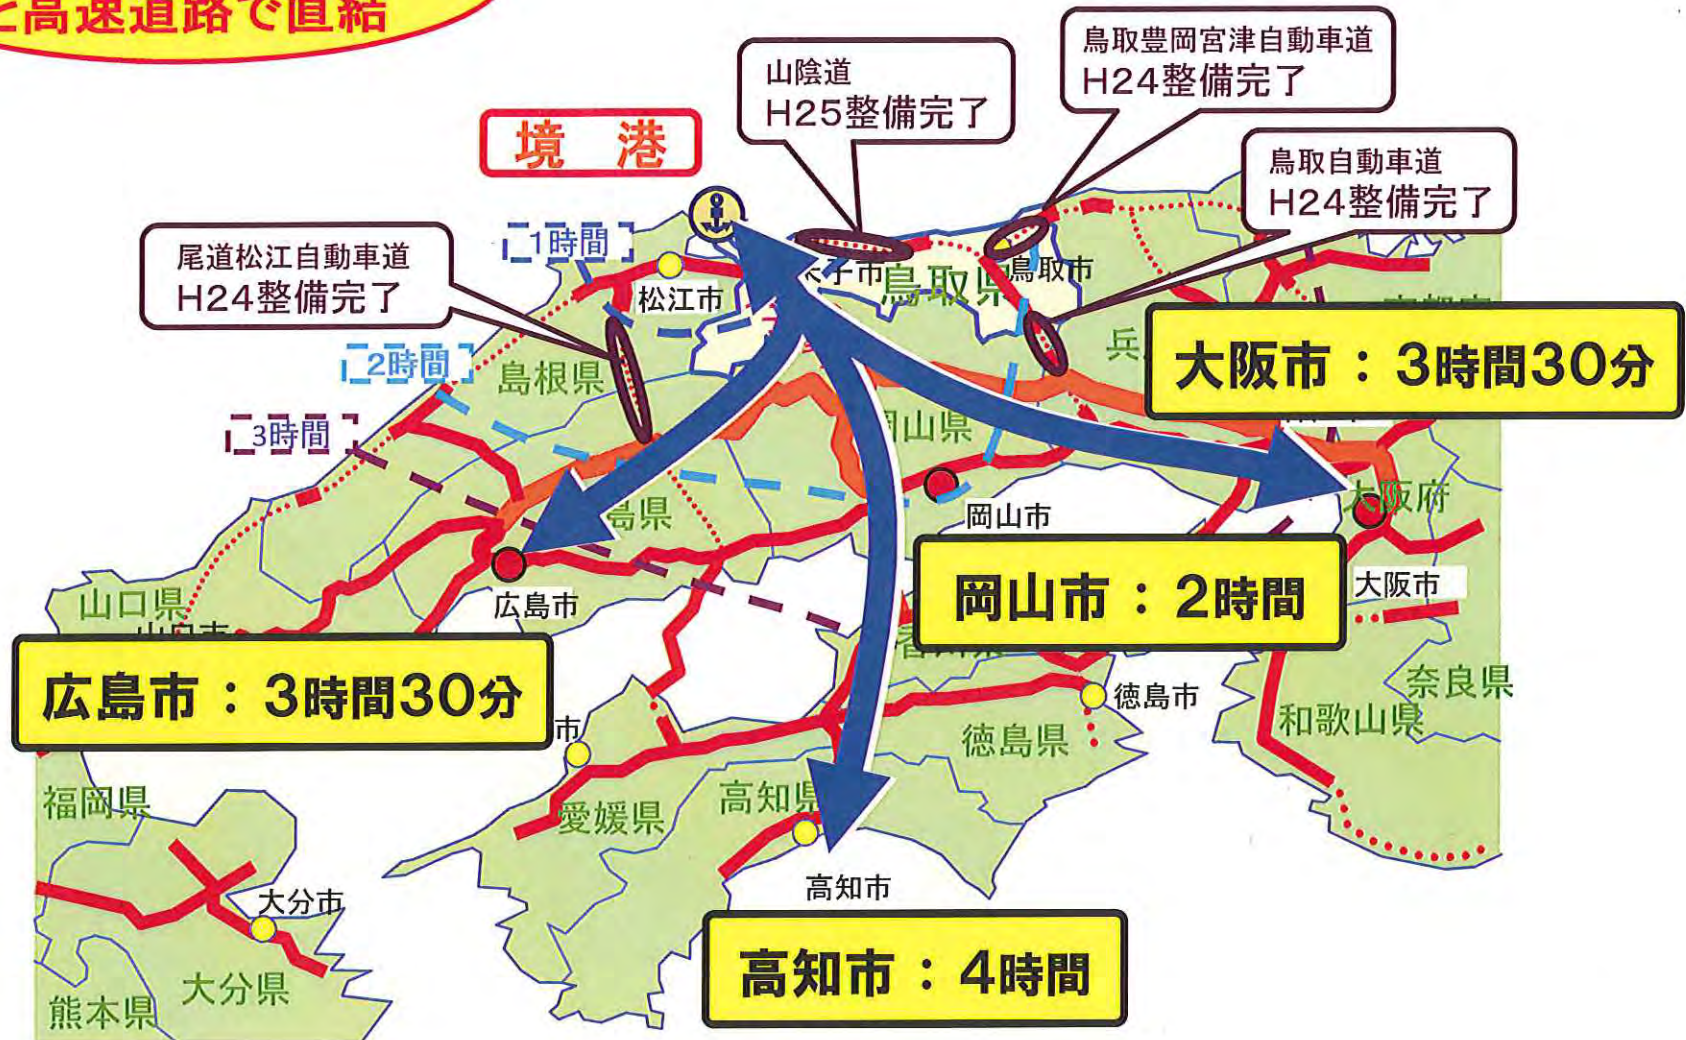 と高速道路で直結
鳥取豊岡宮津自動車道
H24整備完了
山陰道
H25整備完了
境 港
鳥取自動車道
H24整備完了
尾道松江自動車道
H24整備完了
1時間
2時間
3時間
松江市
鳥取県
鳥取市
島根県
大阪市：3時間30分
岡山市
大阪府
岡山市：2時間
大阪市
広島市
山口県
広島市：3時間30分
徳島市
奈良県
和歌山県
徳島県
福岡県
愛媛県
高知県
高知市
大分市
高知市：4時間
大分県
熊本県